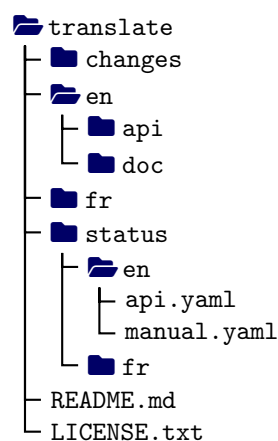 translate
changes
en
api
doc
fr
status
en
api.yaml
manual.yaml
fr
README.md
LICENSE.txt